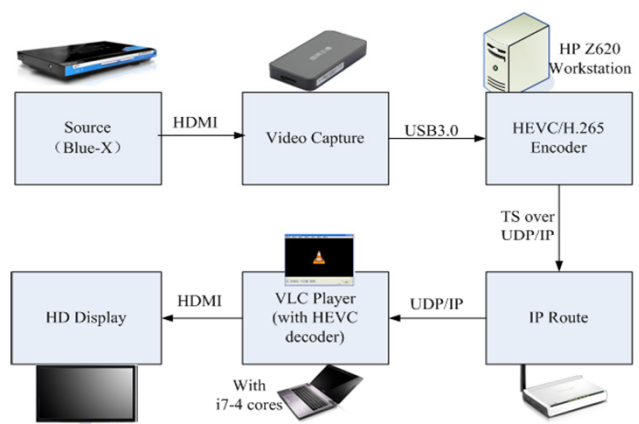 HP Z620
Workstation
Source
（Blue-X）
HDMI
Video Capture
USB3.0
HEVC/H.265
Encoder
TS over
UDP/IP
HD Display
HDMI
VLC Player
(with HEVC
decoder)
UDP/IP
IP Route
With
i7-4 cores